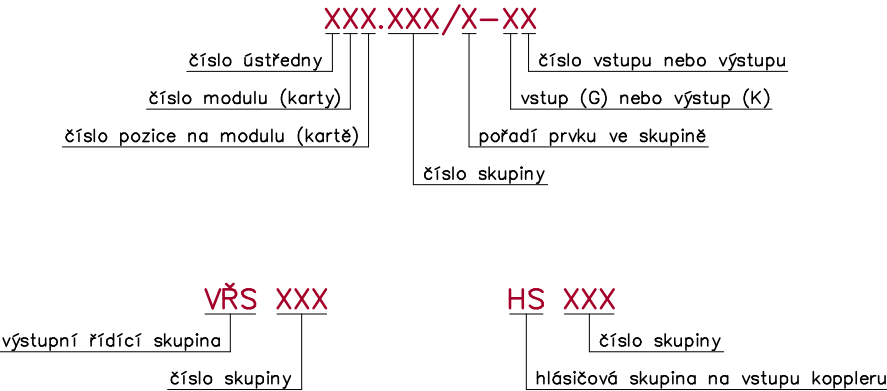 XXX.XXX/X-XX
číslo ústředny
číslo vstupu nebo výstupu
číslo modulu (karty)
vstup (G) nebo výstup (K)
číslo pozice na modulu (kartě)
pořadí prvku ve skupině
číslo skupiny
VŘS XXX
HS XXX
výstupní řídící skupina
číslo skupiny
číslo skupiny
hlásičová skupina na vstupu koppleru